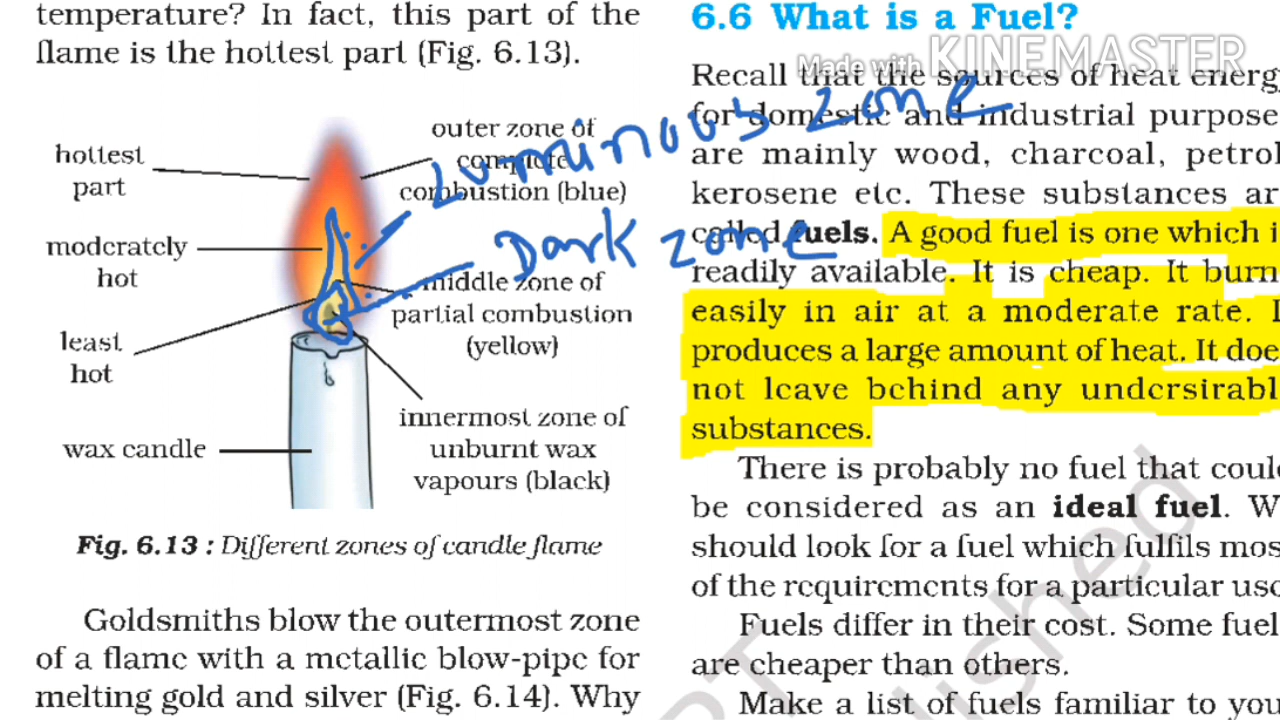 temperature? In fact, this part of the
flame is the hottest part (Fig. 6.13).
hottest
part
outer zone of
complete
combustion (blue)
Luminous zone
Dark zone
moderately
hot
middle zone of
partial combustion
(yellow)
least
hot
innermost zone of
unburnt wax
vapours (black)
wax candle
Fig. 6.13 : Different zones of candle flame
Goldsmiths blow the outermost zone
of a flame with a metallic blow-pipe for
melting gold and silver (Fig. 6.14). Why
6.6 What is a Fuel?
Made with KINEMASTER
Recall that the sources of heat energ
for domestic and industrial purpose
are mainly wood, charcoal, petrol
kerosene etc. These substances ar
called fuels. A good fuel is one which i
readily available. It is cheap. It burn
easily in air at a moderate rate. I
produces a large amount of heat. It doe
not leave behind any undersirabl
substances.
There is probably no fuel that coul
be considered as an ideal fuel. W
should look for a fuel which fulfils mos
of the requirements for a particular use
Fuels differ in their cost. Some fuel
are cheaper than others.
Make a list of fuels familiar to you